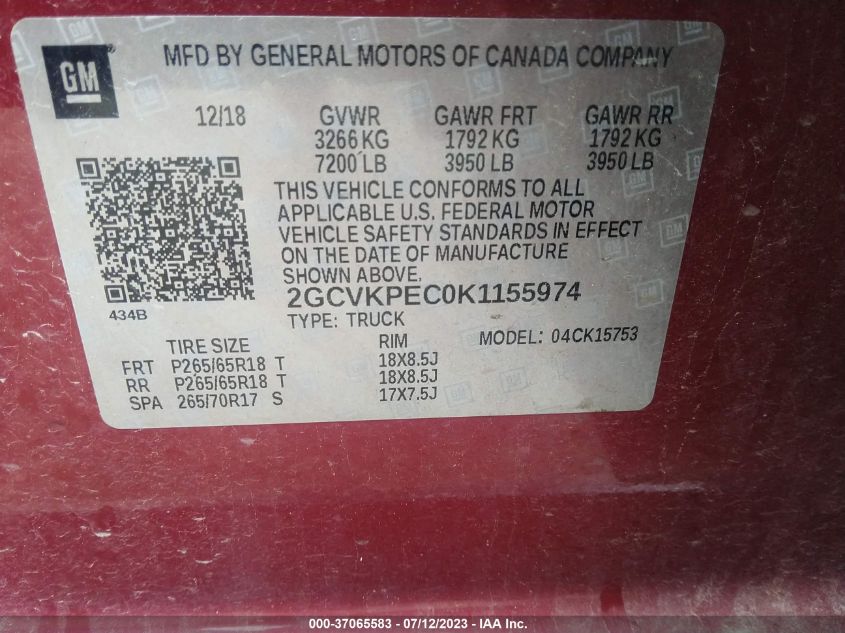 GM
MFD BY GENERAL MOTORS OF CANADA COMPANY
12/18 GVWR GAWR FRT GAWR RR
3266 KG 1792 KG 1792 KG
7200 LB 3950 LB 3950 LB
THIS VEHICLE CONFORMS TO ALL
APPLICABLE U.S. FEDERAL MOTOR
VEHICLE SAFETY STANDARDS IN EFFECT
ON THE DATE OF MANUFACTURE
SHOWN ABOVE.
2GCVKPEC0K1155974
434B TYPE: TRUCK
TIRE SIZE RIM MODEL: 04CK15753
FRT P265/65R18 T 18X8.5J
RR P265/65R18 T 18X8.5J
SPA 265/70R17 S 17X7.5J
000-37065583 - 07/12/2023 - IAA Inc.